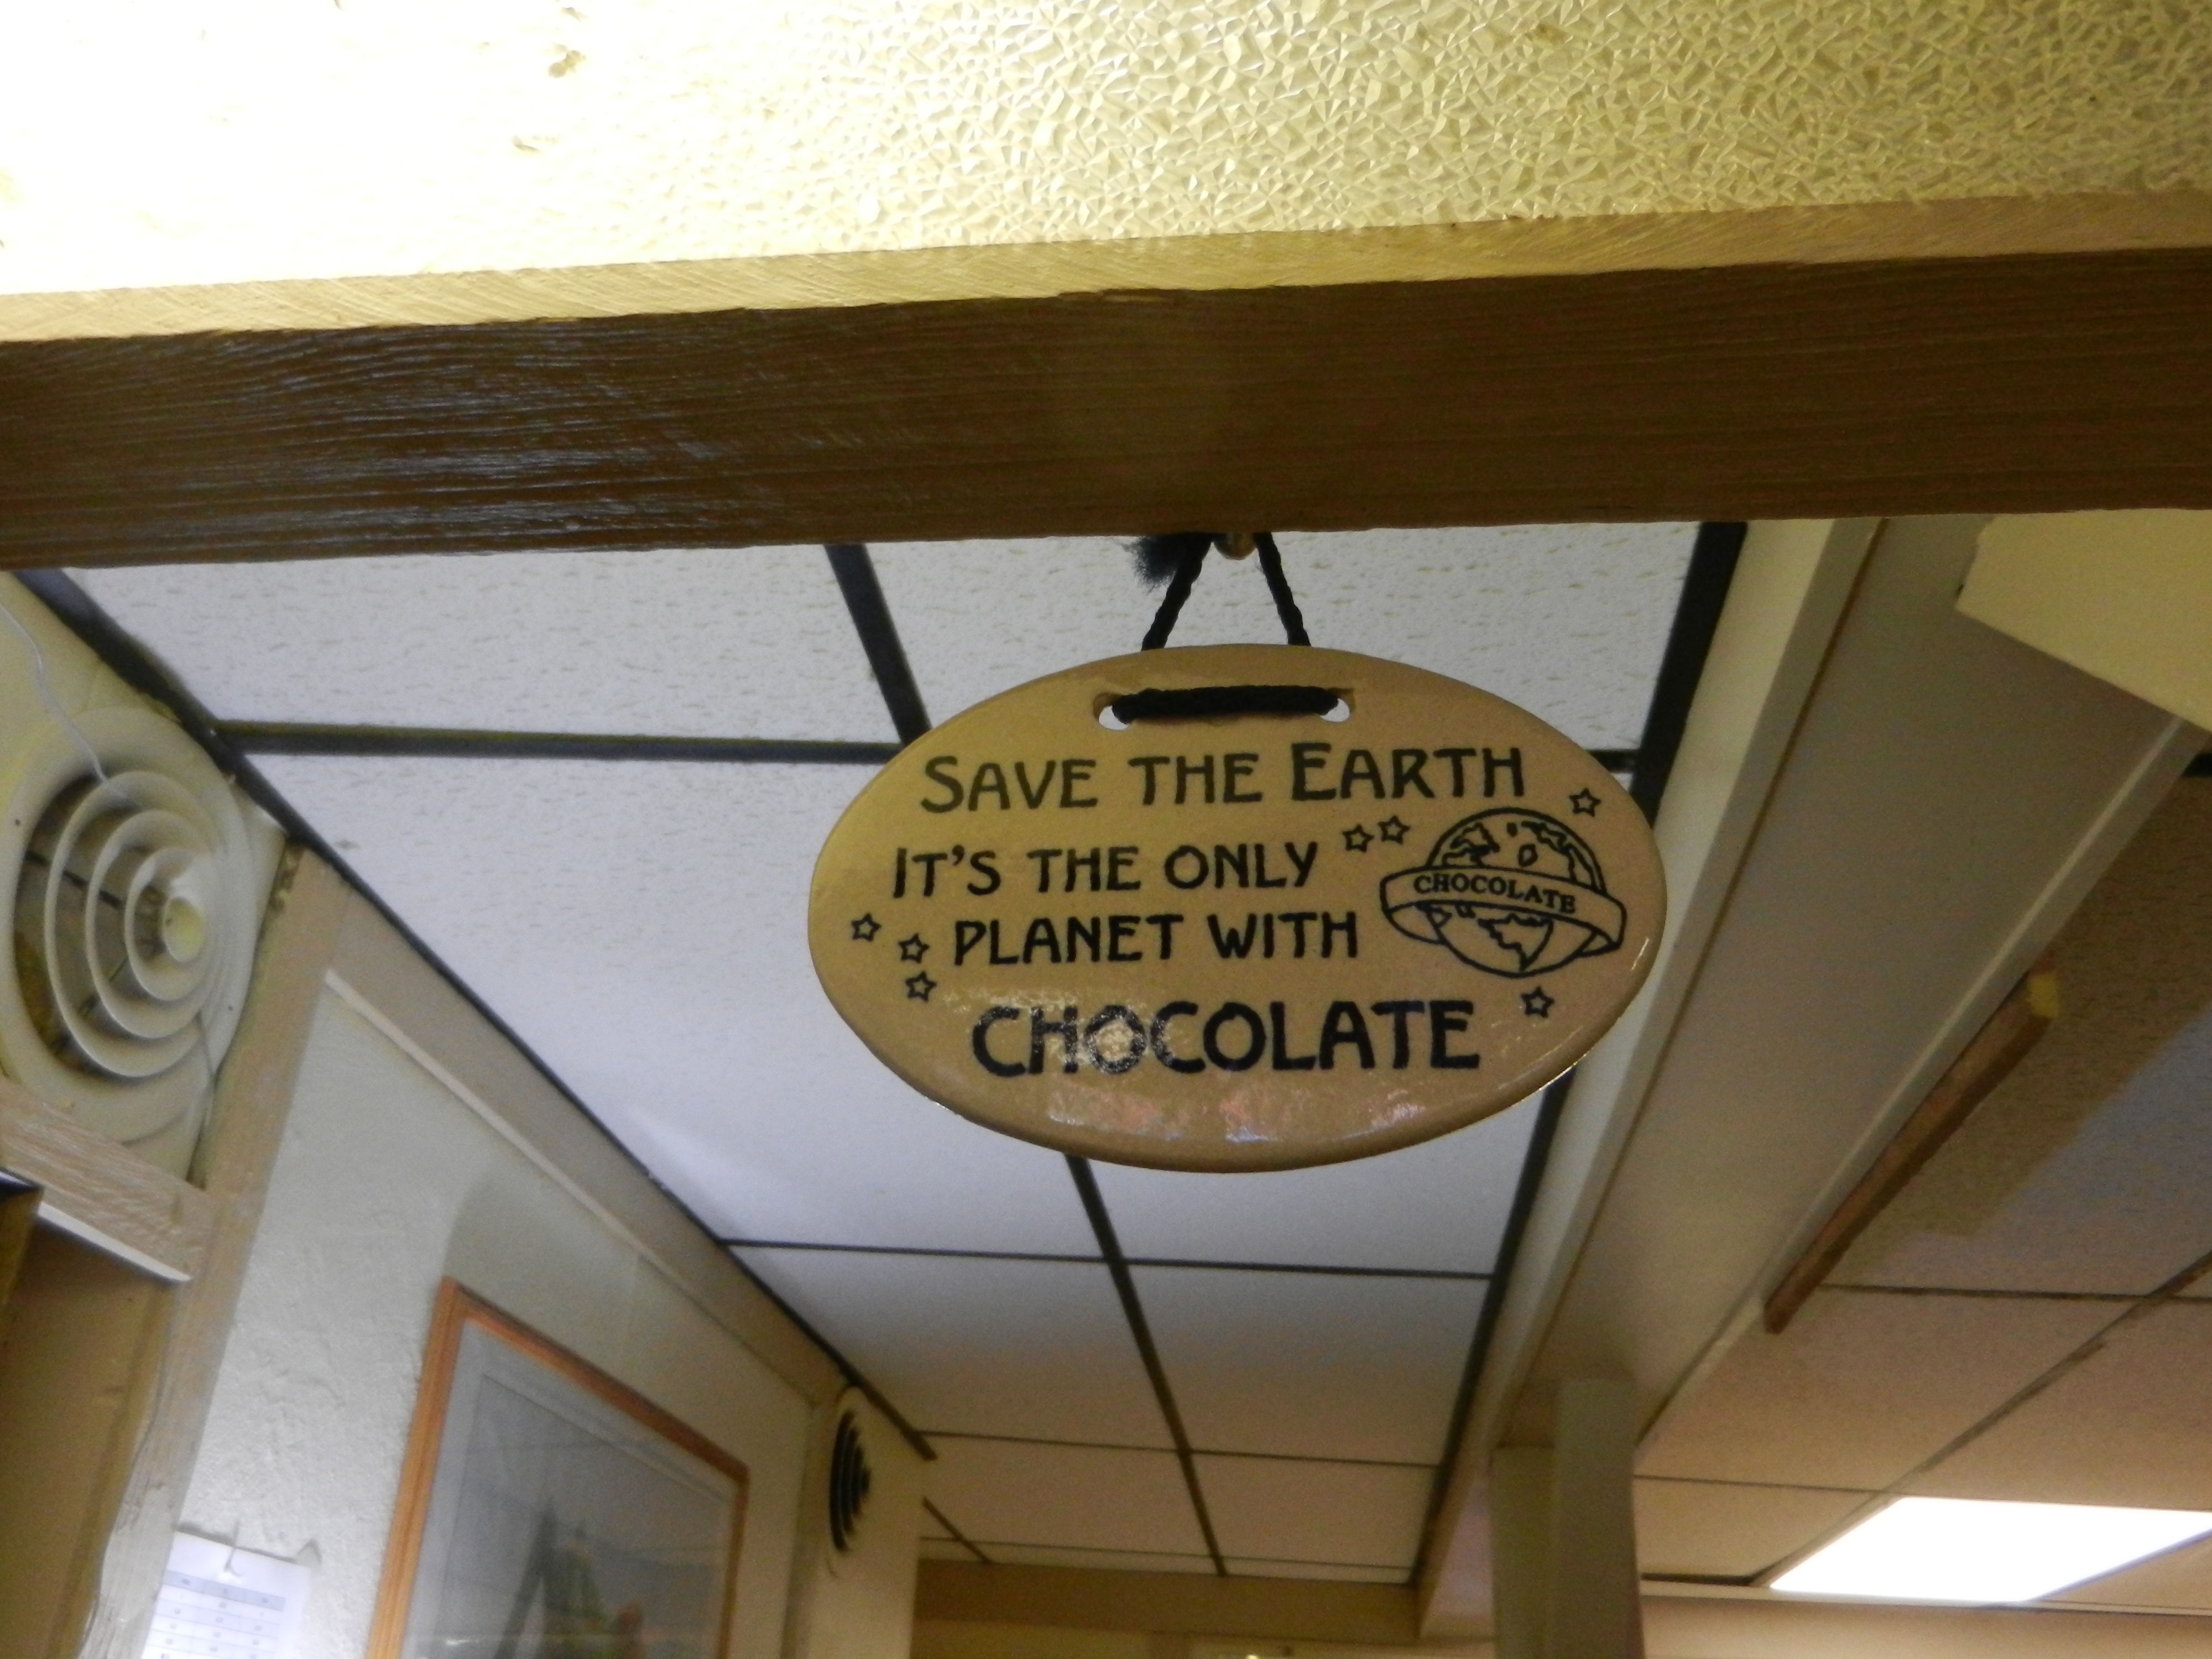 SAVE THE EARTH
IT'S THE ONLY
PLANET WITH
CHOCOLATE
CHOCOLATE